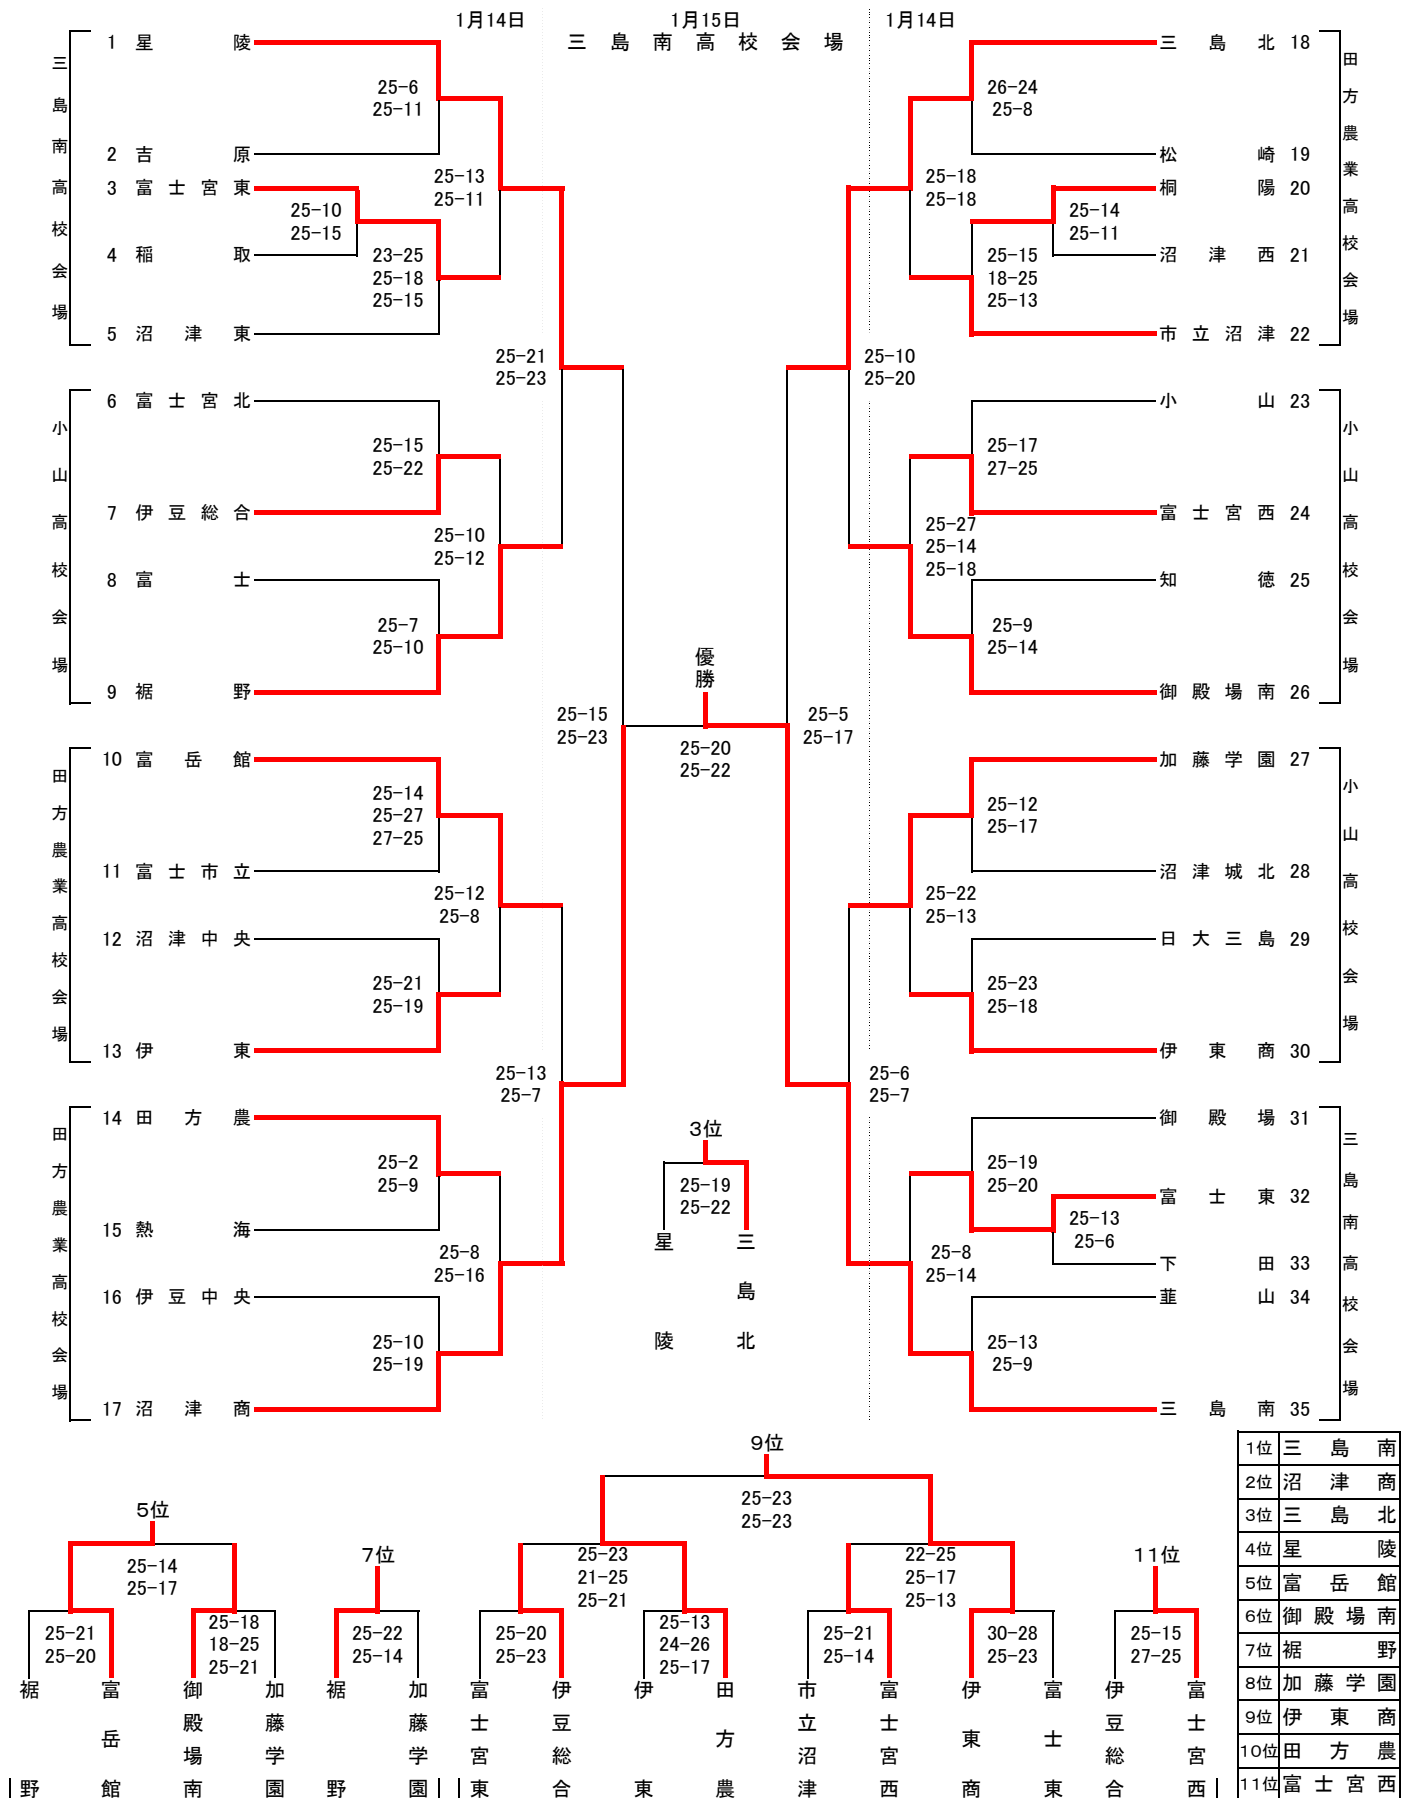 1月14日 1月15日 1月14日
三島南高校会場
三島南高校会場
1 星陵
25-6
25-11
2 吉原
25-13
25-11
3 富士宮東
25-10
25-15
4 稲取
23-25
25-18
25-15
5 沼津東
25-21
25-23
小山高校会場
6 富士宮北
25-15
25-22
7 伊豆総合
25-10
25-12
8 富士
25-7
25-10
9 裾野
25-15
25-23
田方農業高校会場
10 富岳館
25-14
25-27
27-25
11 富士市立
25-12
25-8
12 沼津中央
25-21
25-19
13 伊東
25-13
25-7
田方農業高校会場
14 田方農
25-2
25-9
15 熱海
25-8
25-16
16 伊豆中央
25-10
25-19
17 沼津商
優勝
25-20
25-22
3位
25-19
25-22
星陵
三島北
田方農業高校会場
三島北 18
26-24
25-8
松崎 19
25-18
25-18
桐陽 20
25-14
25-11
沼津西 21
25-15
18-25
25-13
市立沼津 22
25-10
25-20
小山高校会場
小山 23
25-17
27-25
富士宮西 24
25-27
25-14
25-18
知徳 25
25-9
25-14
御殿場南 26
25-5
25-17
小山高校会場
加藤学園 27
25-12
25-17
沼津城北 28
25-22
25-13
日大三島 29
25-23
25-18
伊東商 30
25-6
25-7
三島南高校会場
御殿場 31
25-19
25-20
富士東 32
25-13
25-6
下田 33
25-8
25-14
韮山 34
25-13
25-9
三島南 35
5位
25-14
25-17
25-21
25-20
25-18
18-25
25-21
裾野
富岳館
御殿場南
加藤学園
7位
25-22
25-14
裾野
加藤学園
9位
25-23
25-23
25-23
21-25
25-21
22-25
25-17
25-13
25-20
25-23
25-13
24-26
25-17
25-21
25-14
30-28
25-23
富士宮東
伊豆総合
伊東
田方農
市立沼津
富士宮西
伊東商
富士東
11位
25-15
27-25
伊豆総合
富士宮西
1位 三島南
2位 沼津商
3位 三島北
4位 星陵
5位 富岳館
6位 御殿場南
7位 裾野
8位 加藤学園
9位 伊東商
10位 田方農
11位 富士宮西